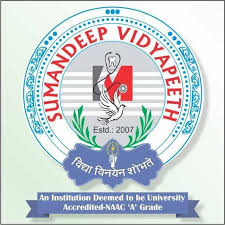 SUMANDEEP VIDYAPEETH
Estd.: 2007
विद्या विनयेन शोभते
An Institution Deemed to be University
Accredited-NAAC 'A' Grade